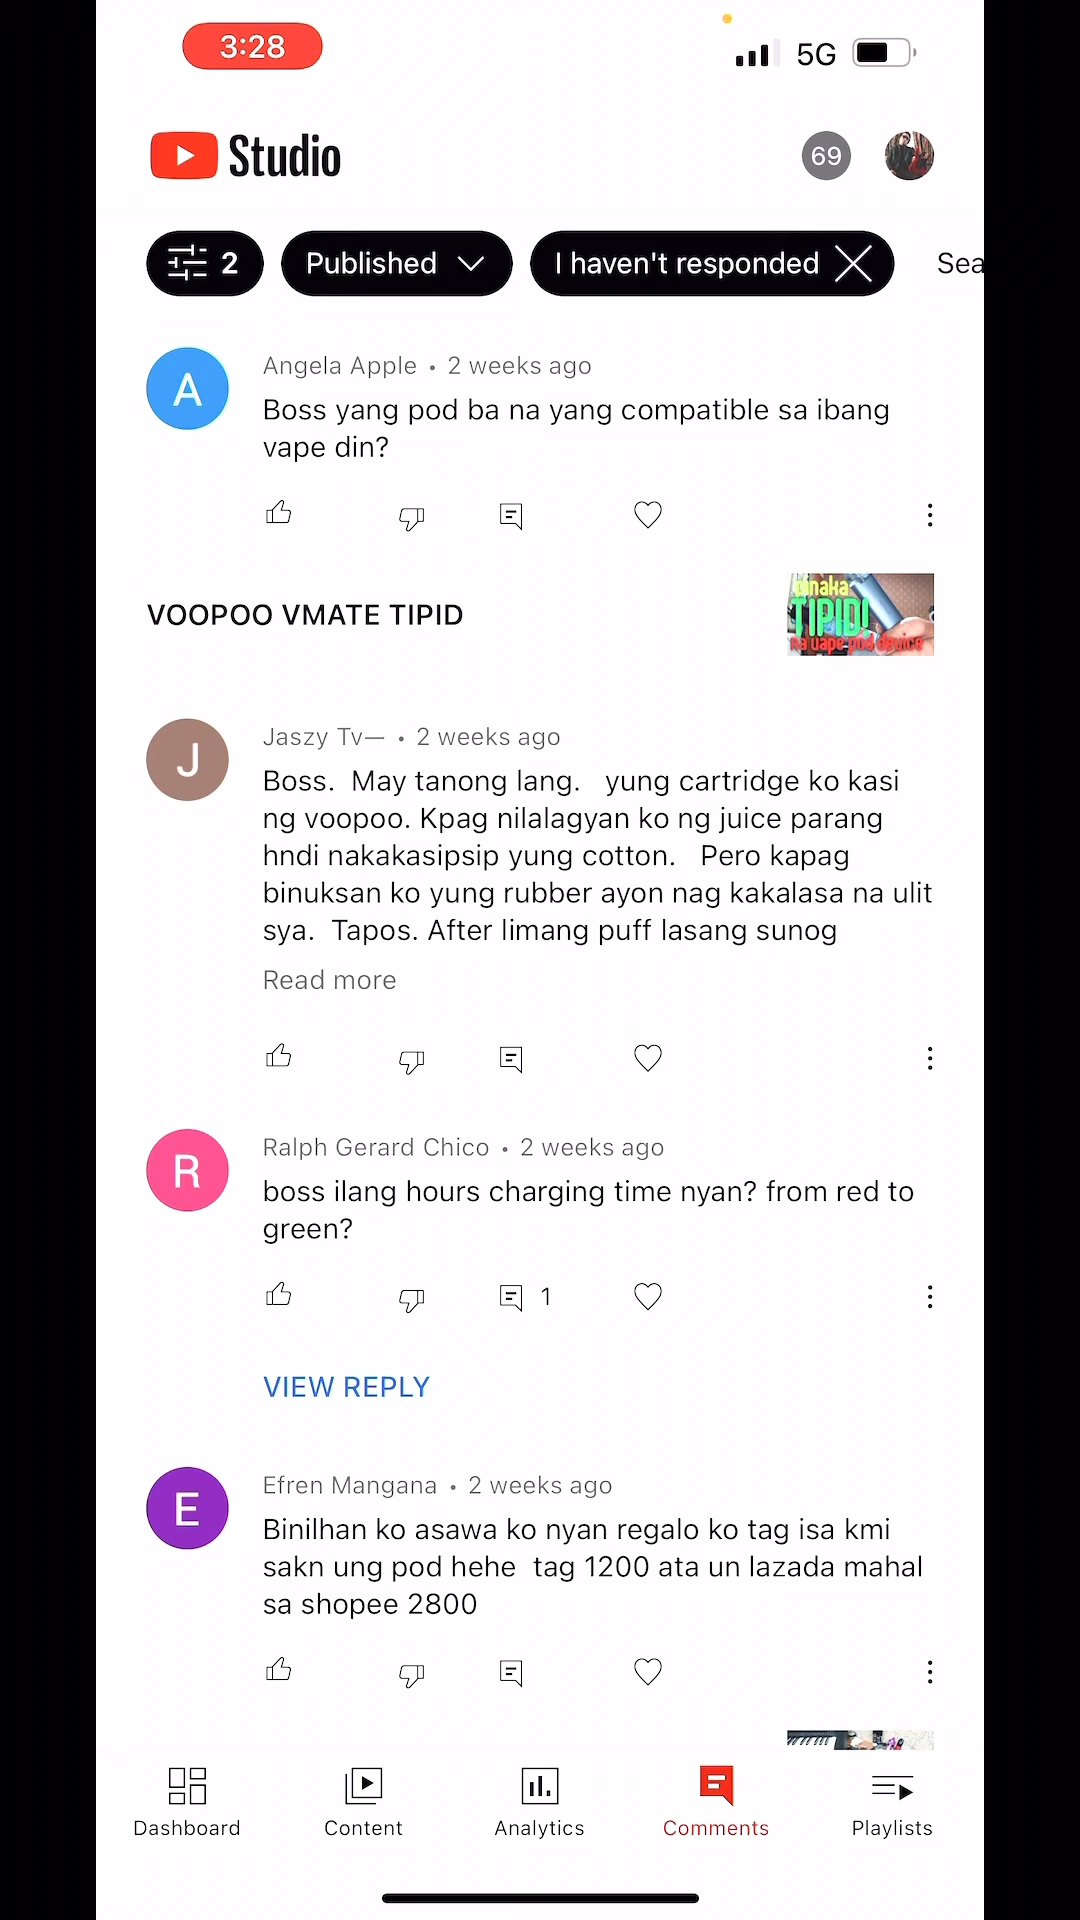 3:28
5G
Studio
69
2
Published
I haven't responded
Sea
A
Angela Apple • 2 weeks ago
Boss yang pod ba na yang compatible sa ibang
vape din?
VOOPOO VMATE TIPID
pinaka
TIPID!
na vape pod device
J
Jaszy Tv— • 2 weeks ago
Boss.  May tanong lang.   yung cartridge ko kasi
ng voopoo. Kpag nilalagyan ko ng juice parang
hndi nakakasipsip yung cotton.   Pero kapag
binuksan ko yung rubber ayon nag kakalasa na ulit
sya.  Tapos. After limang puff lasang sunog
Read more
R
Ralph Gerard Chico • 2 weeks ago
boss ilang hours charging time nyan? from red to
green?
1
VIEW REPLY
E
Efren Mangana • 2 weeks ago
Binilhan ko asawa ko nyan regalo ko tag isa kmi
sakn ung pod hehe  tag 1200 ata un lazada mahal
sa shopee 2800
Dashboard
Content
Analytics
Comments
Playlists